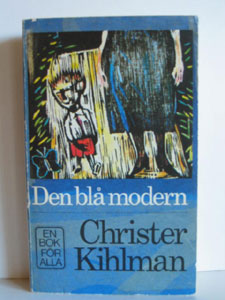 Den blå modern
EN
BOK
FÖR
ALLA
Christer
Kihlman